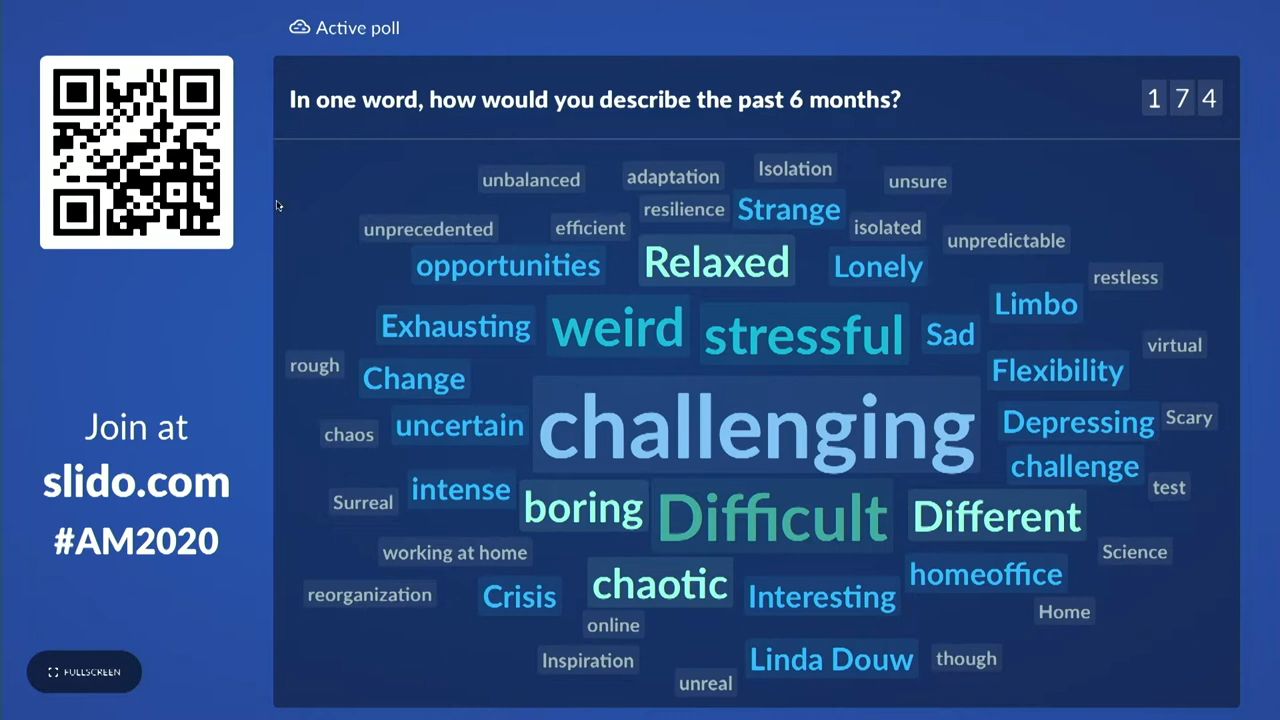 Active poll
In one word, how would you describe the past 6 months?
1 7 4
Isolation
unbalanced adaptation unsure
resilience Strange
unprecedented efficient isolated
unpredictable
opportunities Relaxed Lonely
restless
Limbo
Exhausting weird stressful Sad
virtual
rough
Change Flexibility
challenging
chaos uncertain Depressing Scary
challenge
intense test
Surreal boring Difficult Different
working at home Science
homeoffice
reorganization Crisis chaotic Interesting
Home
online
Inspiration Linda Douw though
unreal
Join at
slido.com
#AM2020
FULLSCREEN